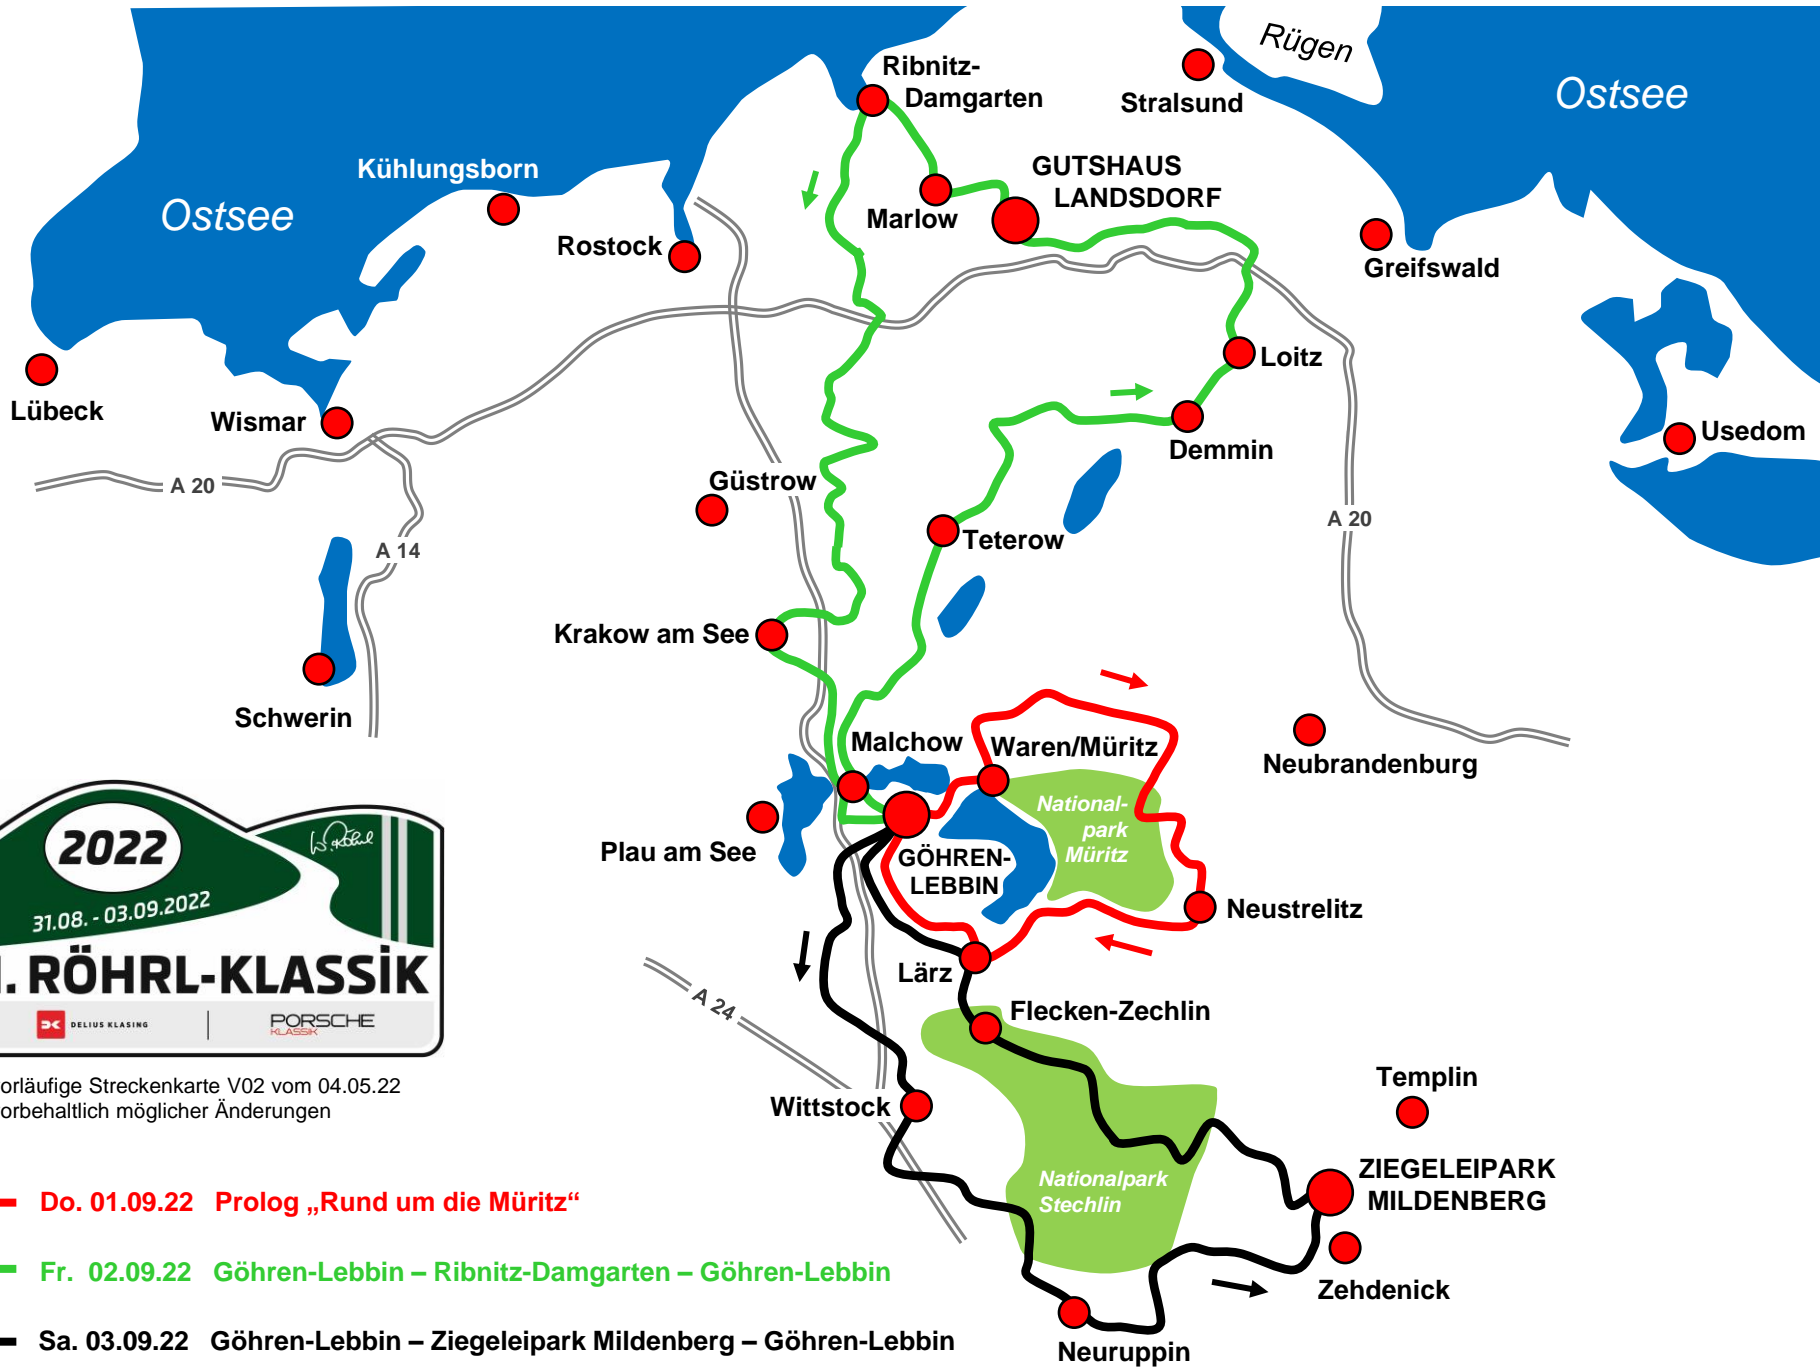 Rügen
Ostsee
Ribnitz-
Damgarten
Stralsund
Kühlungsborn
GUTSHAUS
LANDSDORF
Ostsee
Marlow
Rostock
Greifswald
Loitz
Lübeck
Wismar
Demmin
Usedom
A 20
Güstrow
A 20
A 14
Teterow
Krakow am See
Schwerin
Malchow
Waren/Müritz
Neubrandenburg
National-
park
Müritz
Plau am See
GÖHREN-
LEBBIN
Neustrelitz
Lärz
A 24
Flecken-Zechlin
Templin
Wittstock
ZIEGELEIPARK
MILDENBERG
Nationalpark
Stechlin
Zehdenick
Neuruppin
2022
W. Röhrl
31.08. - 03.09.2022
. RÖHRL-KLASSİK
DELIUS KLASING
PORSCHE
KLASSIK
orläufige Streckenkarte V02 vom 04.05.22
orbehaltlich möglicher Änderungen
Do. 01.09.22 Prolog „Rund um die Müritz“
Fr. 02.09.22 Göhren-Lebbin – Ribnitz-Damgarten – Göhren-Lebbin
Sa. 03.09.22 Göhren-Lebbin – Ziegeleipark Mildenberg – Göhren-Lebbin